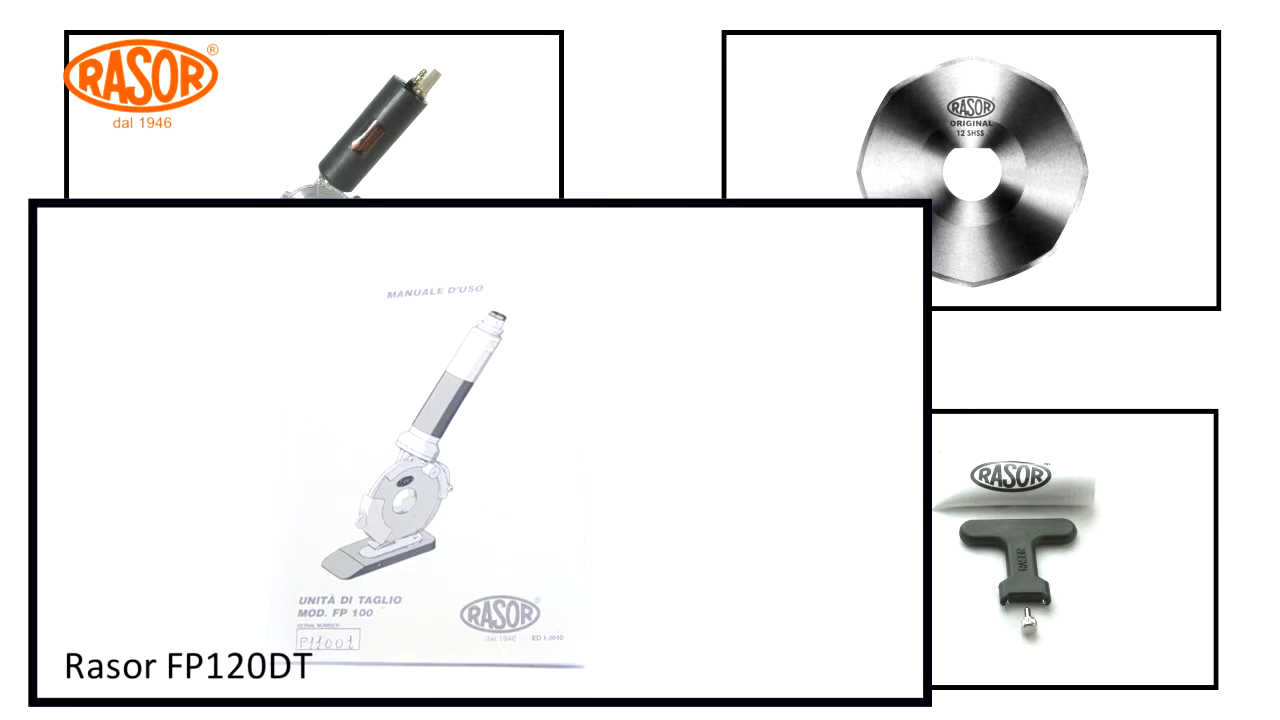 RASOR®
dal 1946
RASOR
ORIGINAL
12 SHSS
MANUALE D'USO
UNITÀ DI TAGLIO
MOD. FP 100
SERIAL NUMBER
P11001
RASOR®
dal 1946
ED 1-2010
Rasor FP120DT
RASOR
RASOR